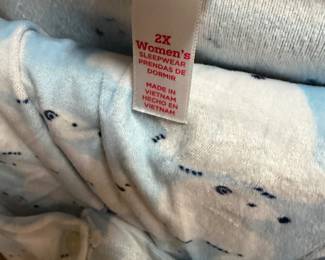 2X
Women's
SLEEPWEAR
PRENDAS DE
DORMIR
MADE IN
VIETNAM
HECHO EN
VIETNAM